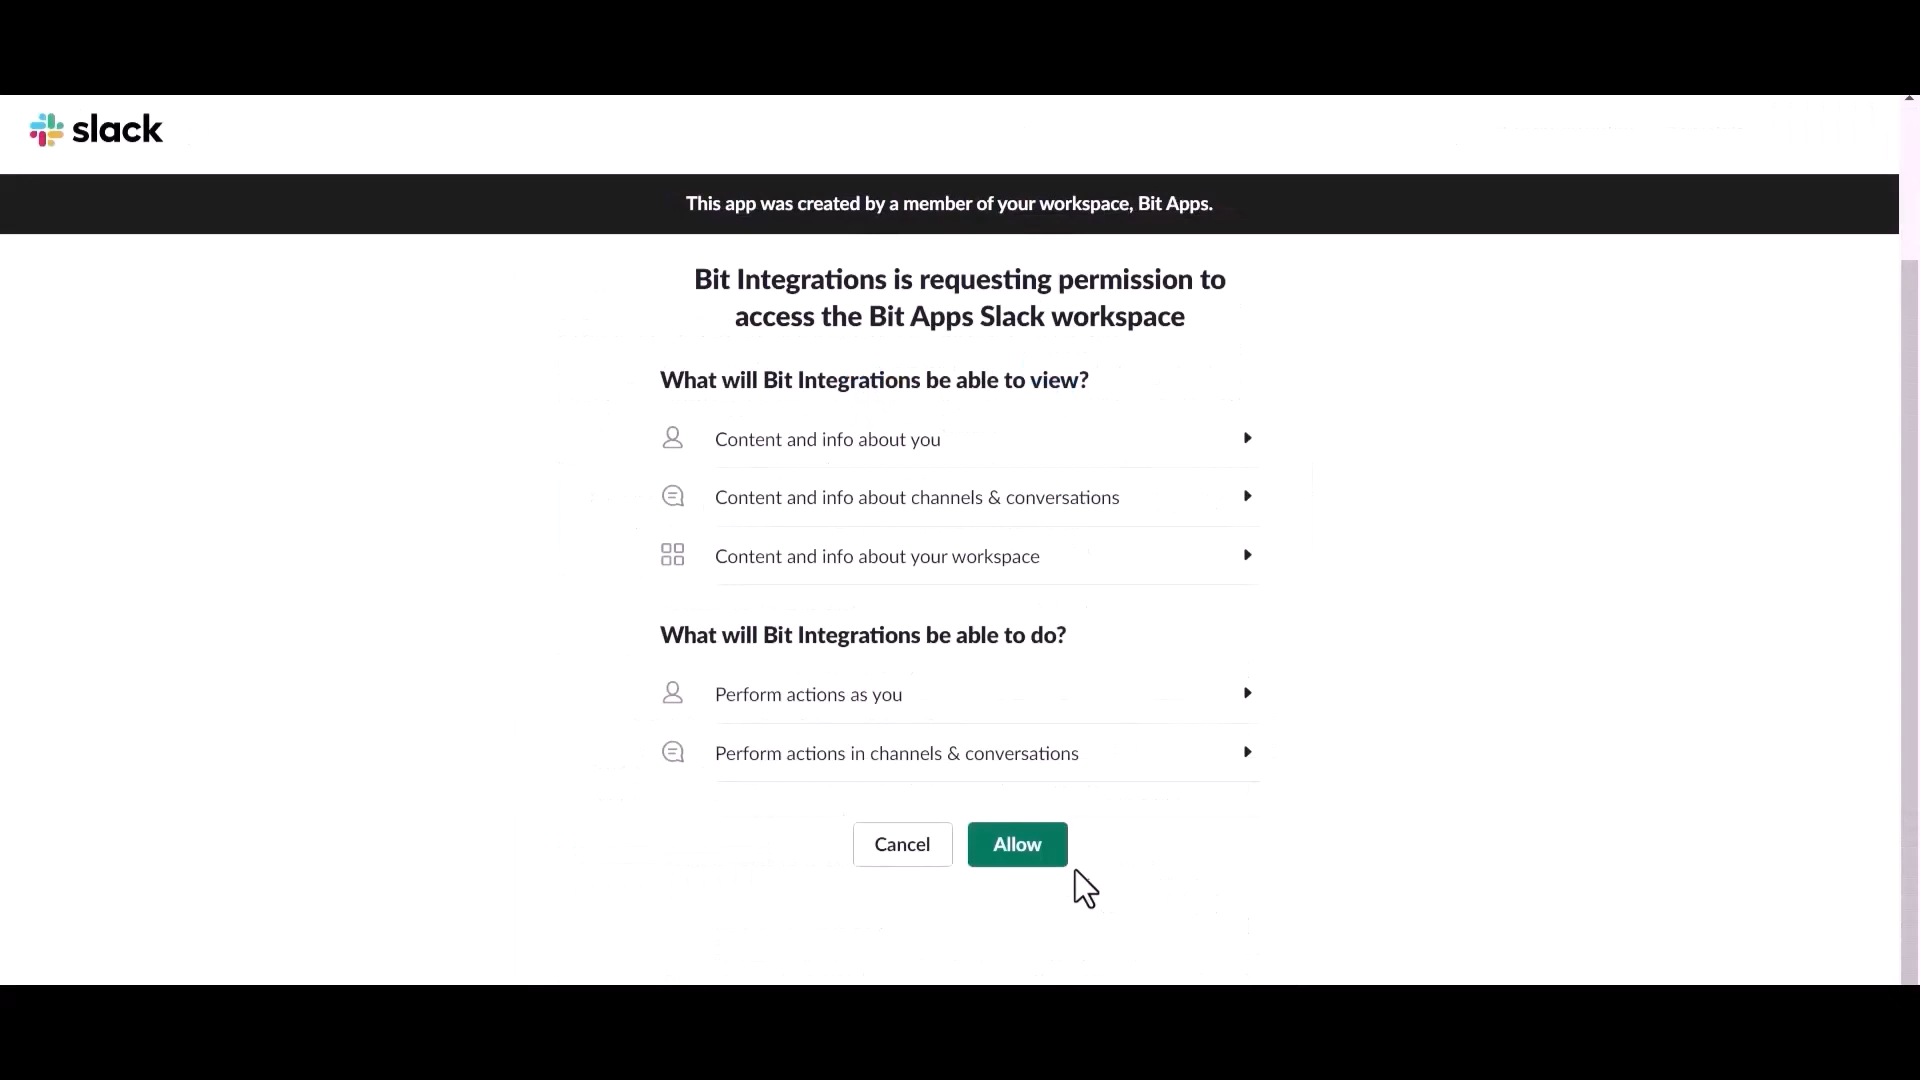 slack
This app was created by a member of your workspace, Bit Apps.
Bit Integrations is requesting permission to
access the Bit Apps Slack workspace
What will Bit Integrations be able to view?
Content and info about you
Content and info about channels & conversations
Content and info about your workspace
What will Bit Integrations be able to do?
Perform actions as you
Perform actions in channels & conversations
Cancel
Allow